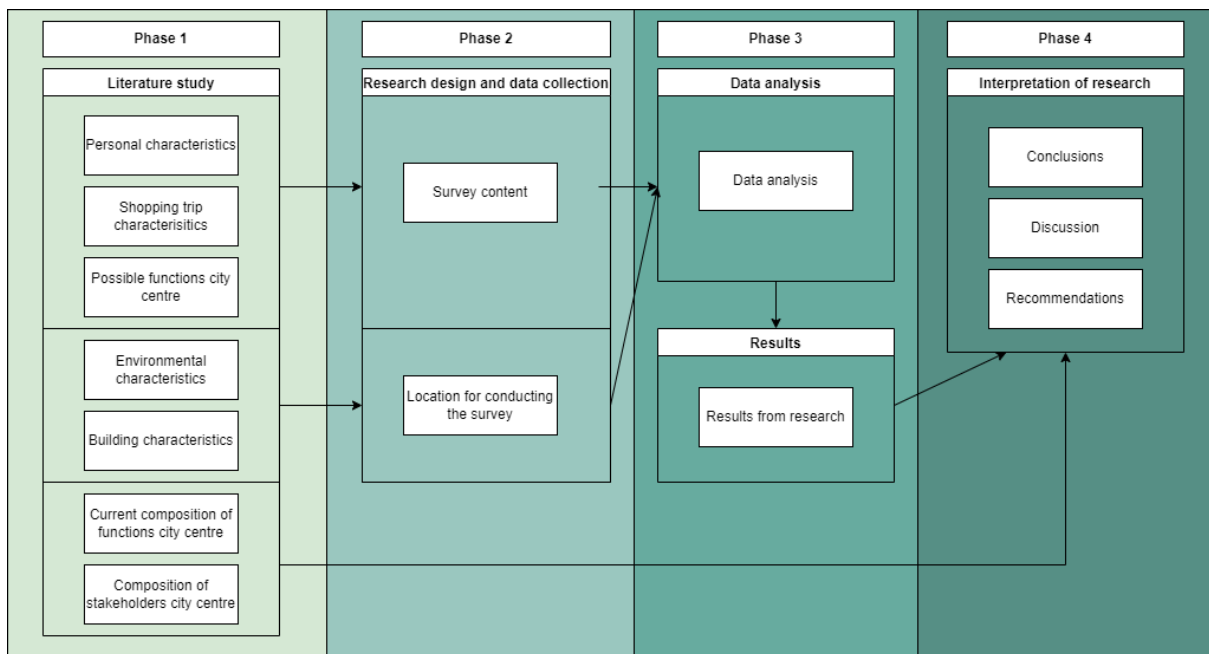 Phase 1
Literature study
Personal characteristics
Shopping trip
characterisitics
Possible functions city
centre
Environmental
characteristics
Building characteristics
Current composition of
functions city centre
Composition of
stakeholders city centre
Phase 2
Research design and data collection
Survey content
Location for conducting
the survey
Phase 3
Data analysis
Data analysis
Results
Results from research
Phase 4
Interpretation of research
Conclusions
Discussion
Recommendations